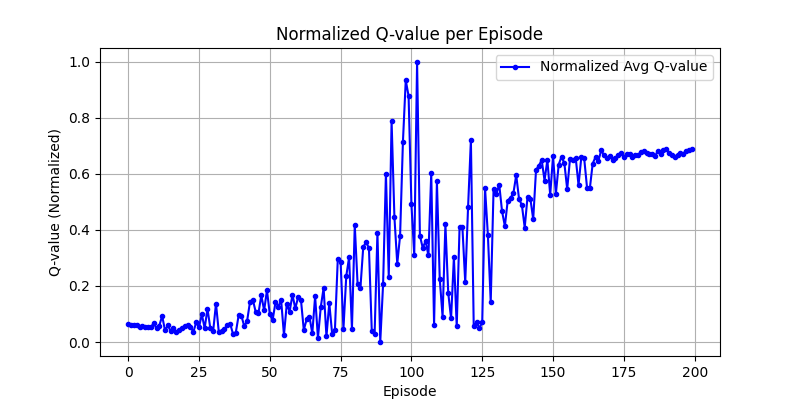 Normalized Q-value per Episode
Normalized Avg Q-value
Q-value (Normalized)
1.0
0.8
0.6
0.4
0.2
0.0
0 25 50 75 100 125 150 175 200
Episode